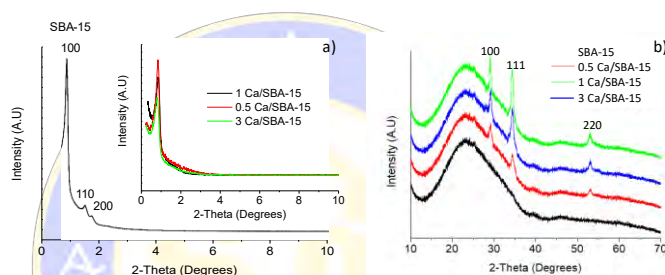 SBA-15
100
110
200
Intensity (A.U)
0 2 4 6 8 10
2-Theta (Degrees)
a)
1 Ca/SBA-15
0.5 Ca/SBA-15
3 Ca/SBA-15
Intensity (A.U)
0 2 4 6 8 10
2-Theta (Degrees)
b)
SBA-15
0.5 Ca/SBA-15
1 Ca/SBA-15
3 Ca/SBA-15
100
111
220
Intensity (A.U)
10 20 30 40 50 60 70
2-Theta (Degrees)